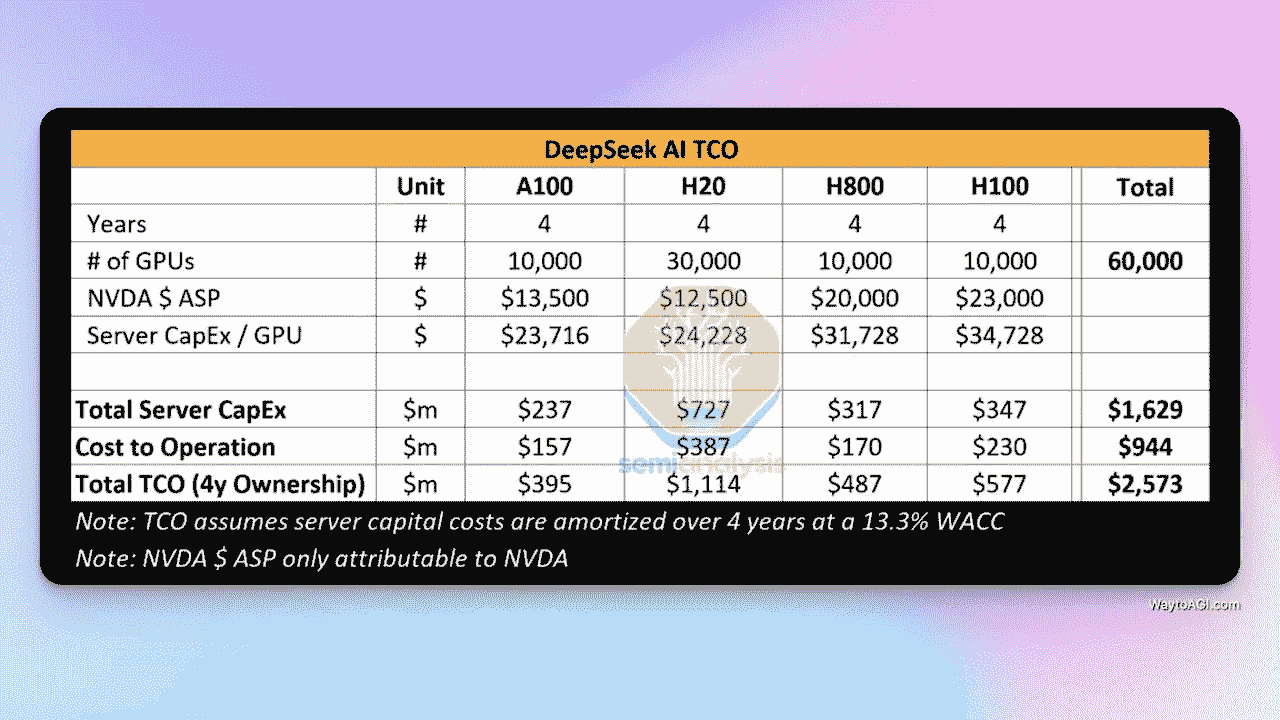 DeepSeek AI TCO
Unit A100 H20 H800 H100 Total
Years # 4 4 4 4
# of GPUs # 10,000 30,000 10,000 10,000 60,000
NVDA $ ASP $ $13,500 $12,500 $20,000 $23,000
Server CapEx / GPU $ $23,716 $24,228 $31,728 $34,728
Total Server CapEx $m $237 $727 $317 $347 $1,629
Cost to Operation $m $157 $387 $170 $230 $944
semianalysis
Total TCO (4y Ownership) $m $395 $1,114 $487 $577 $2,573
Note: TCO assumes server capital costs are amortized over 4 years at a 13.3% WACC
Note: NVDA $ ASP only attributable to NVDA
WaytoAGI.com